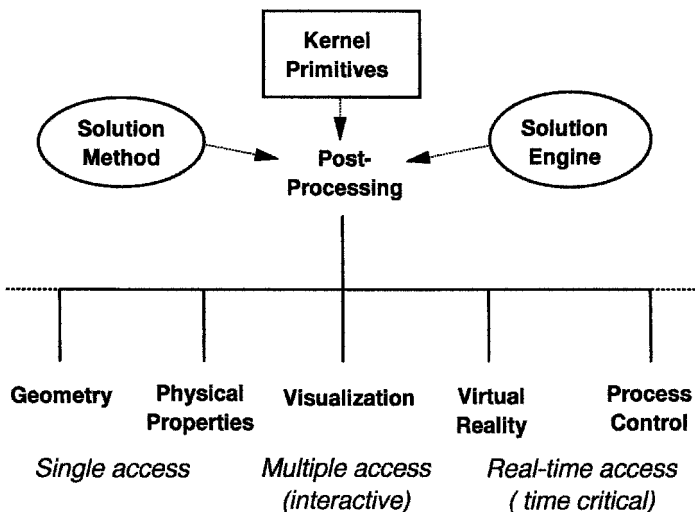 Kernel
Primitives
Solution
Method
Solution
Engine
Post-
Processing
Geometry
Physical
Properties
Visualization
Virtual
Reality
Process
Control
Single access
Multiple access
(interactive)
Real-time access
( time critical)